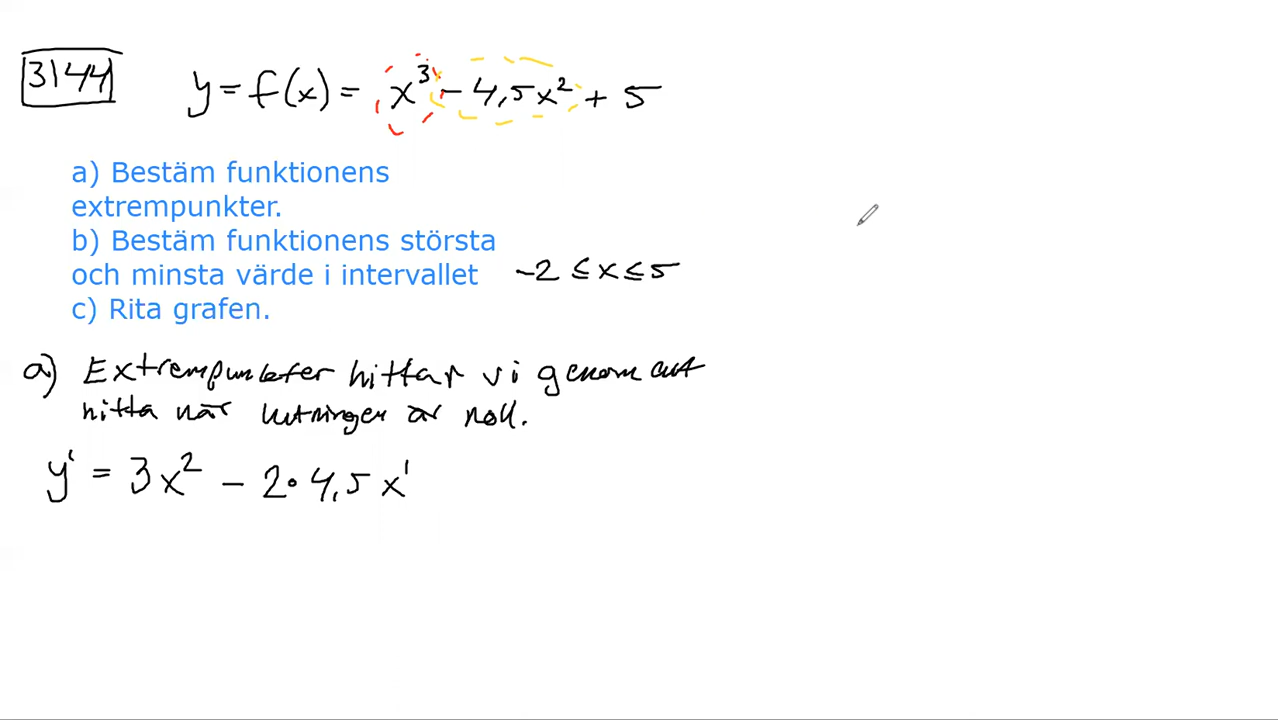 3144
y = f(x) = x³ - 4,5x² + 5
a) Bestäm funktionens
extrempunkter.
b) Bestäm funktionens största
och minsta värde i intervallet -2 ≤ x ≤ 5
c) Rita grafen.
a) Extrempunkter hittar vi genom att
hitta när lutningen är noll.
y' = 3x² - 2·4,5x¹